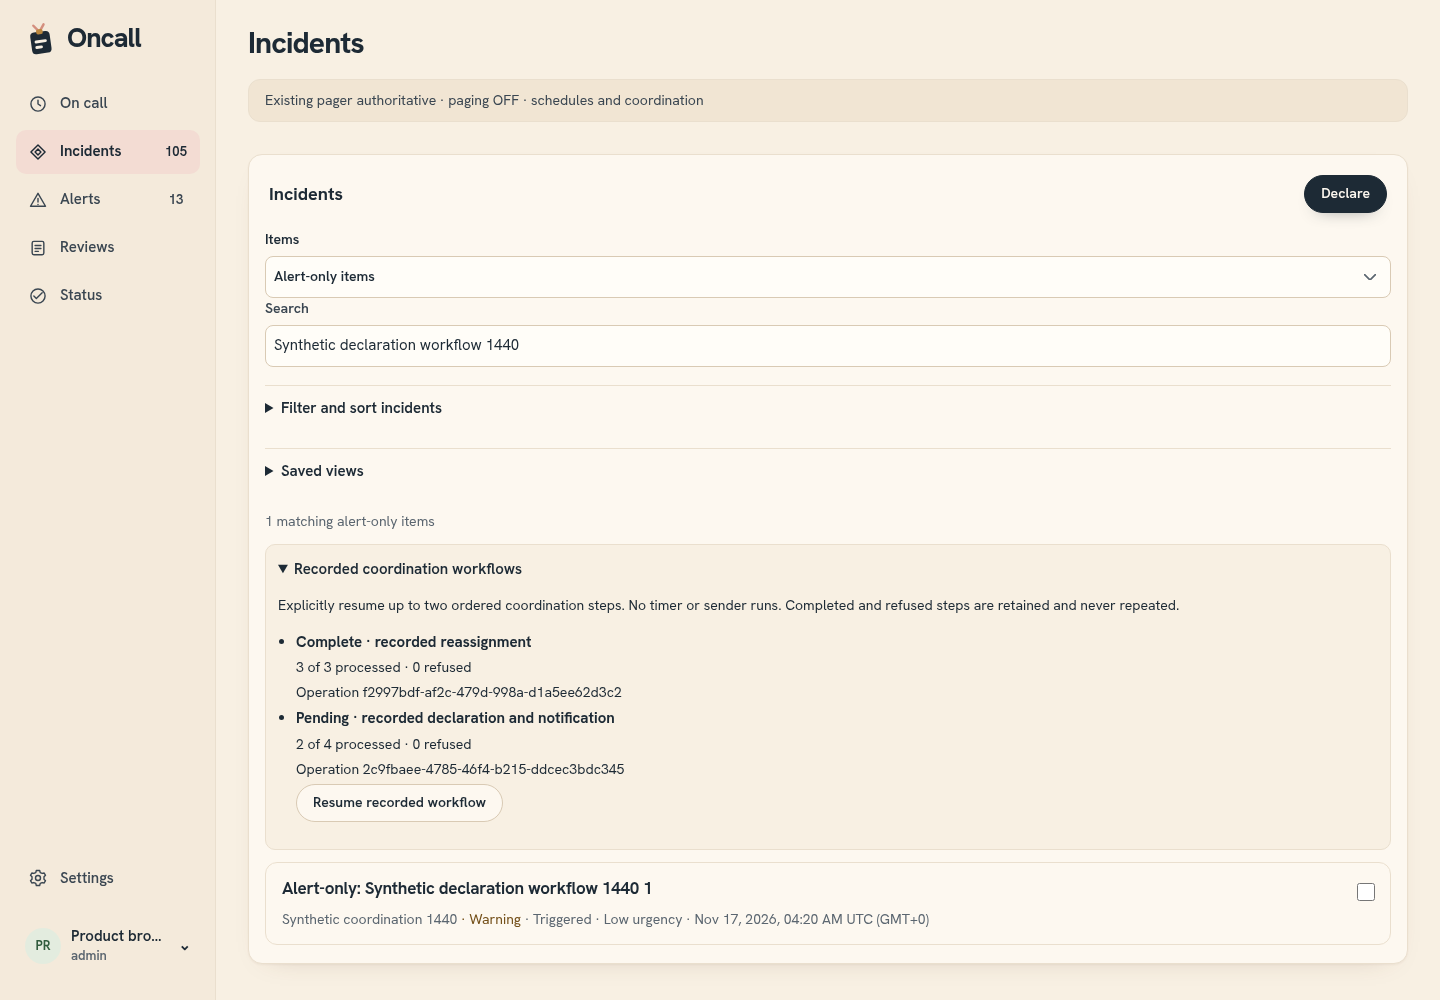 Oncall
On call
Incidents 105
Alerts 13
Reviews
Status
Settings
PR
Product bro...
admin
Incidents
Existing pager authoritative · paging OFF · schedules and coordination
Incidents
Declare
Items
Alert-only items
Search
Synthetic declaration workflow 1440
Filter and sort incidents
Saved views
1 matching alert-only items
Recorded coordination workflows
Explicitly resume up to two ordered coordination steps. No timer or sender runs. Completed and refused steps are retained and never repeated.
Complete · recorded reassignment
3 of 3 processed · 0 refused
Operation f2997bdf-af2c-479d-998a-d1a5ee62d3c2
Pending · recorded declaration and notification
2 of 4 processed · 0 refused
Operation 2c9fbaee-4785-46f4-b215-ddcec3bdc345
Resume recorded workflow
Alert-only: Synthetic declaration workflow 1440 1
Synthetic coordination 1440 · Warning · Triggered · Low urgency · Nov 17, 2026, 04:20 AM UTC (GMT+0)